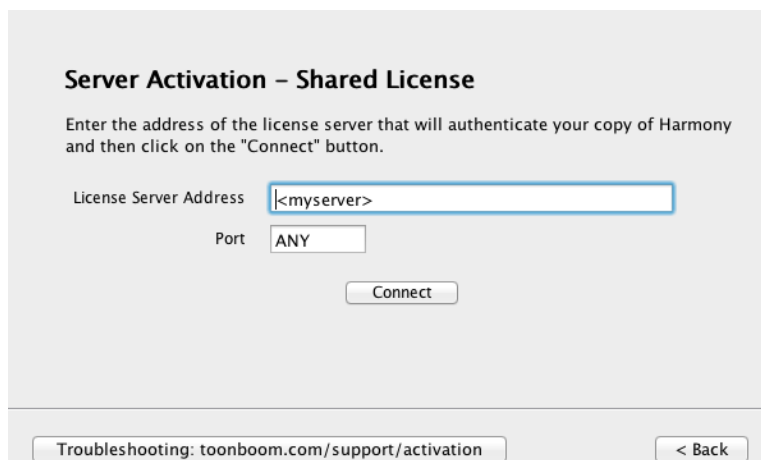 Server Activation – Shared License
Enter the address of the license server that will authenticate your copy of Harmony
and then click on the "Connect" button.
License Server Address <myserver>
Port ANY
Connect
Troubleshooting: toonboom.com/support/activation < Back